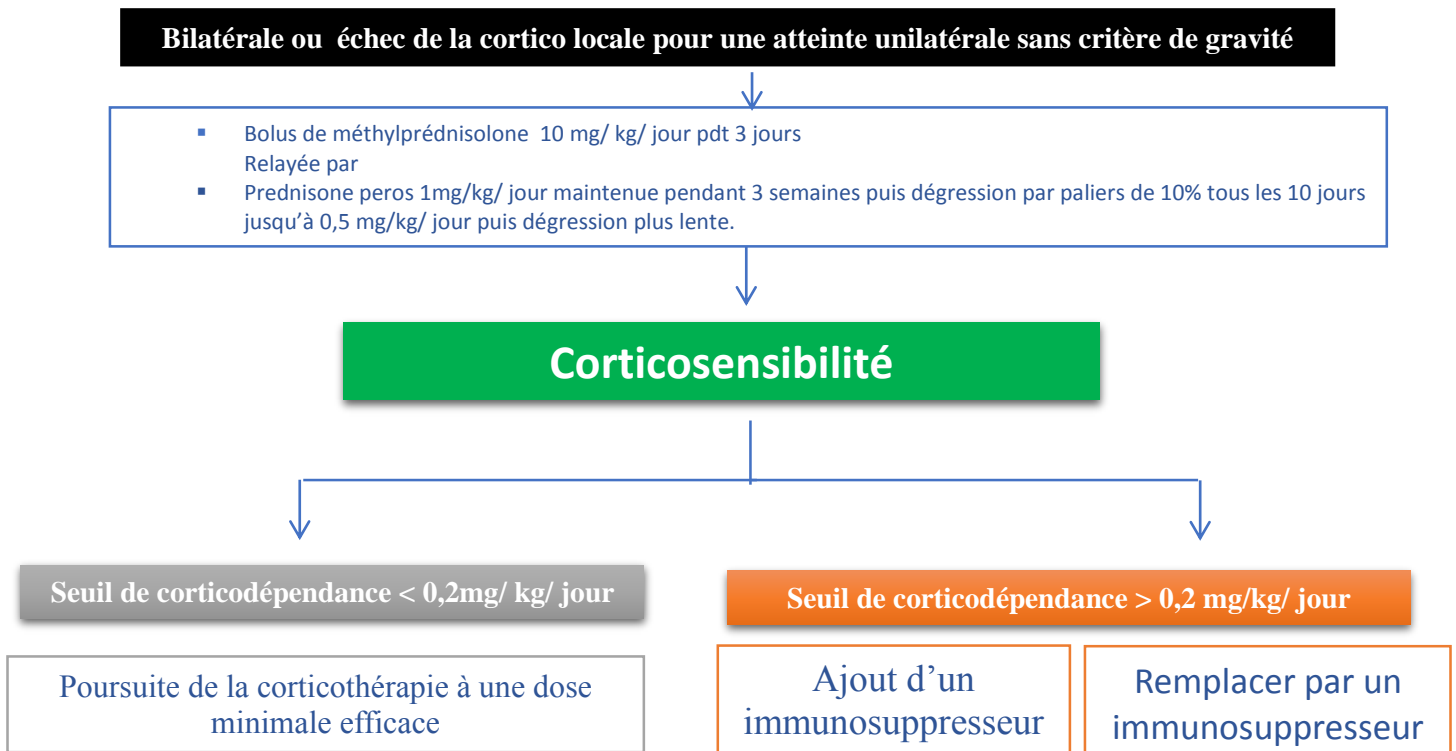 Bilatérale ou échec de la cortico locale pour une atteinte unilatérale sans critère de gravité
▪ Bolus de méthylprédnisolone 10 mg/ kg/ jour pdt 3 jours
Relayée par
▪ Prednisone peros 1mg/kg/ jour maintenue pendant 3 semaines puis dégression par paliers de 10% tous les 10 jours
jusqu’à 0,5 mg/kg/ jour puis dégression plus lente.
Corticosensibilité
Seuil de corticodépendance < 0,2mg/ kg/ jour
Poursuite de la corticothérapie à une dose
minimale efficace
Seuil de corticodépendance > 0,2 mg/kg/ jour
Ajout d’un
immunosuppresseur
Remplacer par un
immunosuppresseur